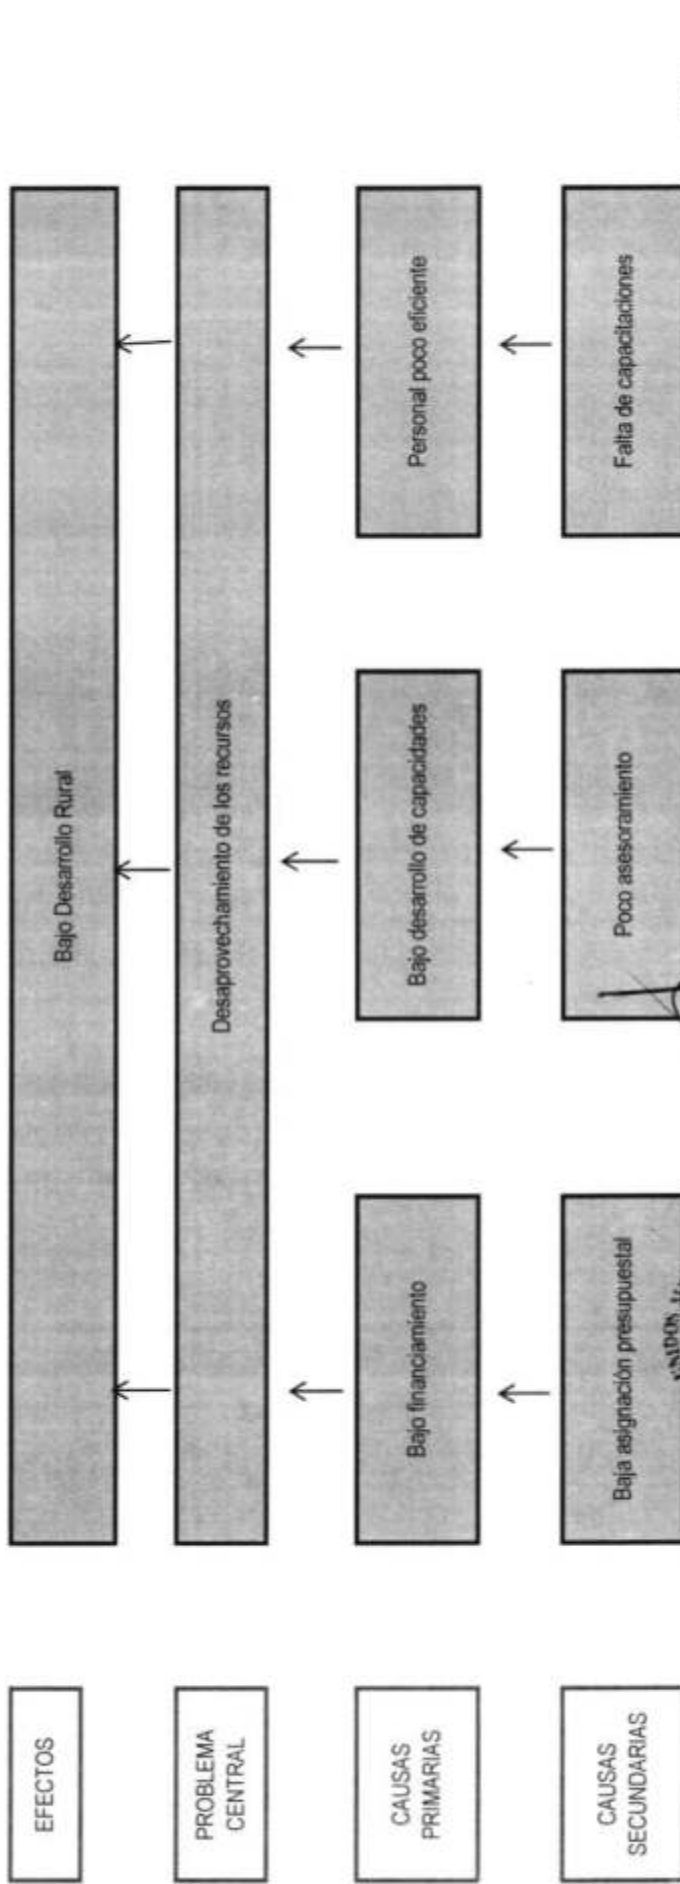 EFECTOS
Bajo Desarrollo Rural
PROBLEMA
CENTRAL
Desaprovechamiento de los recursos
CAUSAS
PRIMARIAS
Bajo financiamiento
Bajo desarrollo de capacidades
Personal poco eficiente
CAUSAS
SECUNDARIAS
Baja asignación presupuestal
Poco asesoramiento
Falta de capacitaciones